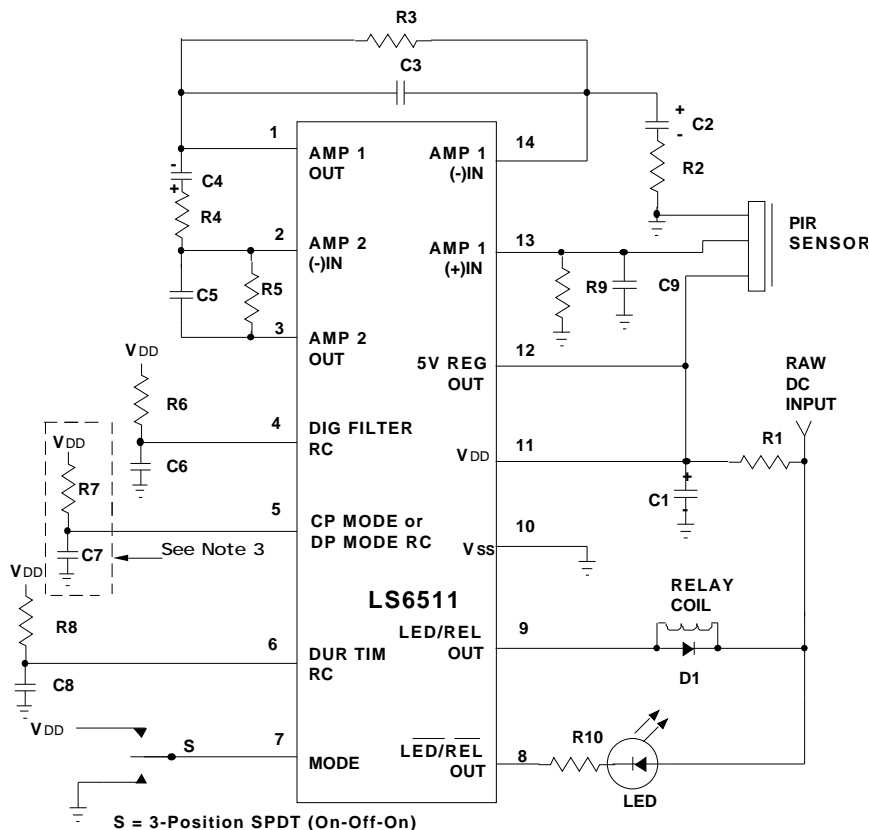 R3
C3
1
14
AMP 1
OUT
AMP 1
(-)IN
-
+
C4
R4
+
-
C2
R2
2
13
AMP 2
(-)IN
AMP 1
(+)IN
PIR
SENSOR
C5
R5
R9
C9
3
12
AMP 2
OUT
5V REG
OUT
VDD
R6
RAW
DC
INPUT
4
11
DIG FILTER
RC
VDD
R1
C6
+
C1
-
VDD
R7
5
10
CP MODE or
DP MODE RC
VSS
C7
See Note 3
LS6511
VDD
R8
RELAY
COIL
6
9
DUR TIM
RC
LED/REL
OUT
D1
C8
VDD
S
7
8
MODE
LED/REL
OUT
R10
LED
S = 3-Position SPDT (On-Off-On)